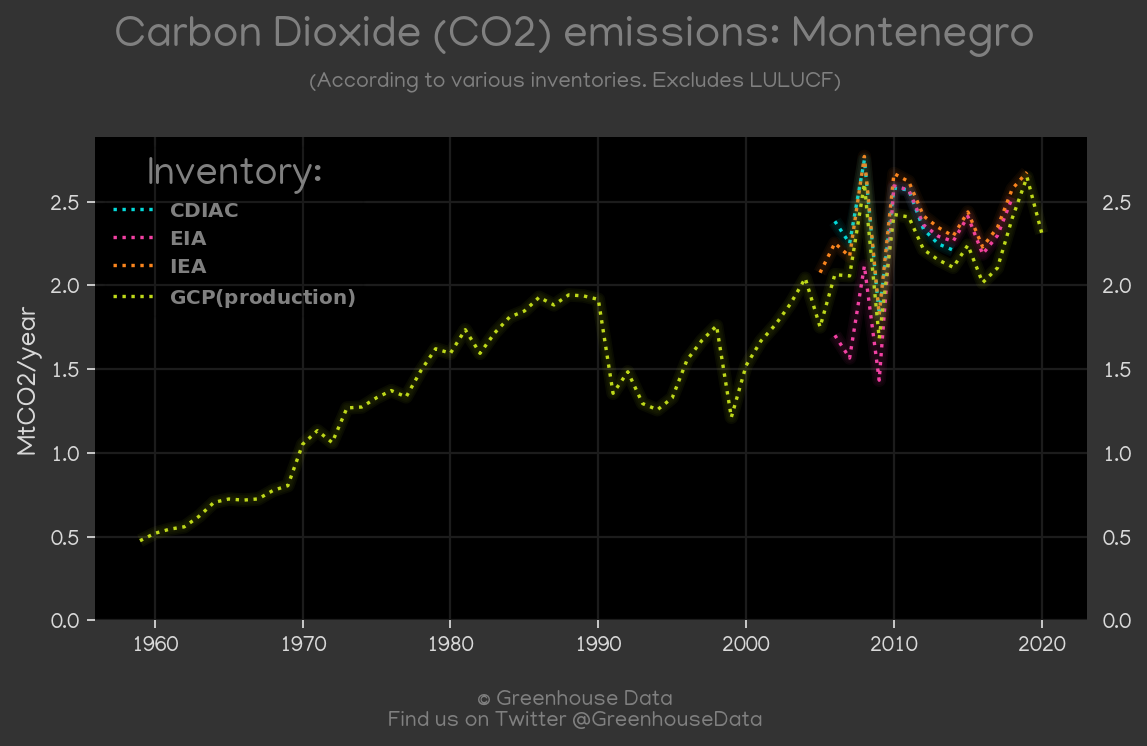 Carbon Dioxide (CO2) emissions: Montenegro
(According to various inventories. Excludes LULUCF)
Inventory:
CDIAC
EIA
IEA
GCP(production)
MtCO2/year
2.5 2.5
2.0 2.0
1.5 1.5
1.0 1.0
0.5 0.5
0.0 0.0
1960 1970 1980 1990 2000 2010 2020
© Greenhouse Data
Find us on Twitter @GreenhouseData